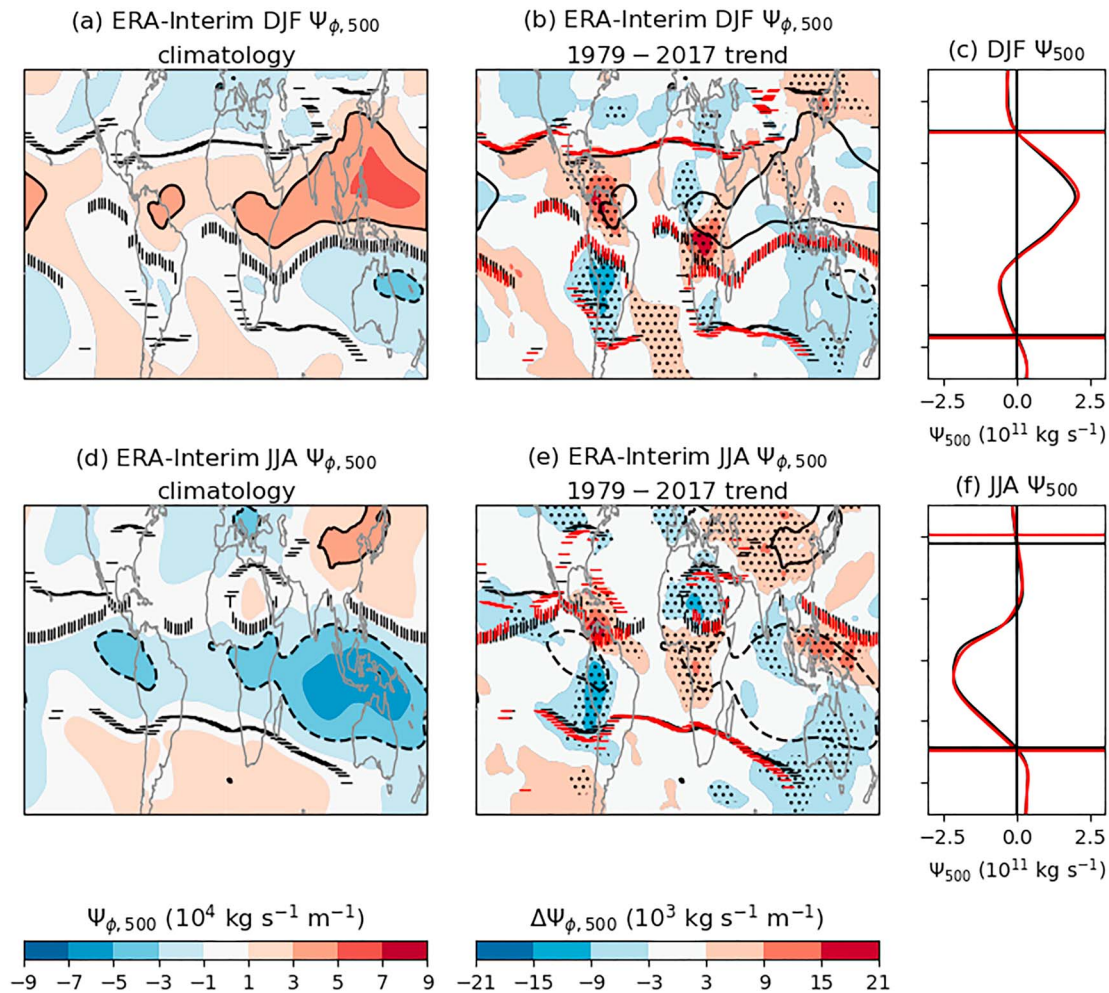 (a) ERA-Interim DJF Ψϕ, 500
climatology
(b) ERA-Interim DJF Ψϕ, 500
1979 − 2017 trend
(c) DJF Ψ500
−2.5 0.0 2.5
Ψ500 (10¹¹ kg s⁻¹)
(d) ERA-Interim JJA Ψϕ, 500
climatology
(e) ERA-Interim JJA Ψϕ, 500
1979 − 2017 trend
(f) JJA Ψ500
−2.5 0.0 2.5
Ψ500 (10¹¹ kg s⁻¹)
Ψϕ, 500 (10⁴ kg s⁻¹ m⁻¹)
−9 −7 −5 −3 −1 1 3 5 7 9
ΔΨϕ, 500 (10³ kg s⁻¹ m⁻¹)
−21 −15 −9 −3 3 9 15 21